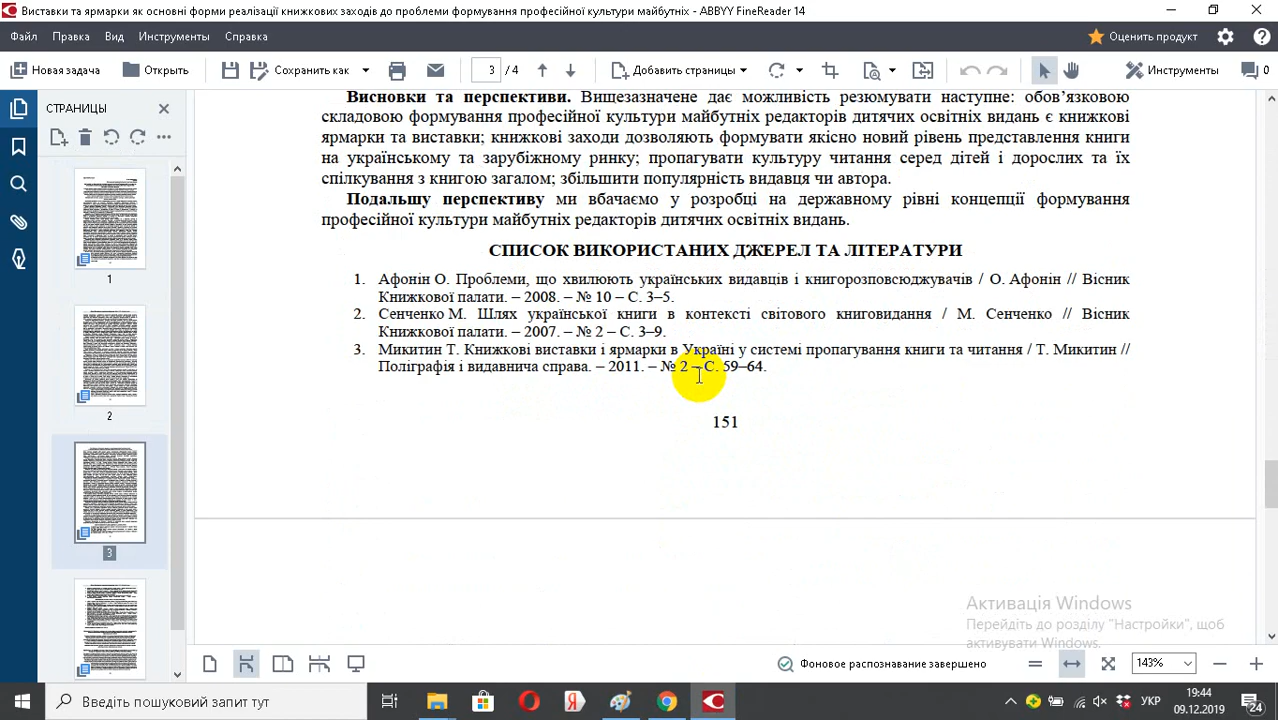 Виставки та ярмарки як основні форми реалізації книжкових заходів до проблеми формування професійної культури майбутніх - ABBYY FineReader 14
Файл Правка Вид Инструменты Справка
Оценить продукт
Новая задача Открыть Сохранить как 3 / 4 Добавить страницы Инструменты 0
СТРАНИЦЫ
1
2
3
Висновки та перспективи. Вищезазначене дає можливість резюмувати наступне: обов’язковою
складовою формування професійної культури майбутніх редакторів дитячих освітніх видань є книжкові
ярмарки та виставки; книжкові заходи дозволяють формувати якісно новий рівень представлення книги
на українському та зарубіжному ринку; пропагувати культуру читання серед дітей і дорослих та їх
спілкування з книгою загалом; збільшити популярність видавця чи автора.
Подальшу перспективу ми вбачаємо у розробці на державному рівні концепції формування
професійної культури майбутніх редакторів дитячих освітніх видань.
СПИСОК ВИКОРИСТАНИХ ДЖЕРЕЛ ТА ЛІТЕРАТУРИ
1. Афонін О. Проблеми, що хвилюють українських видавців і книгорозповсюджувачів / О. Афонін // Вісник
Книжкової палати. – 2008. – № 10 – С. 3–5.
2. Сенченко М. Шлях української книги в контексті світового книговидання / М. Сенченко // Вісник
Книжкової палати. – 2007. – № 2 – С. 3–9.
3. Микитин Т. Книжкові виставки і ярмарки в Україні у системі пропагування книги та читання / Т. Микитин //
Поліграфія і видавнича справа. – 2011. – № 2 – С. 59–64.
151
Активація Windows
Перейдіть до розділу "Настройки", щоб
активувати Windows.
Фоновое распознавание завершено 143%
Введіть пошуковий запит тут
УКР
19:44
09.12.2019
24